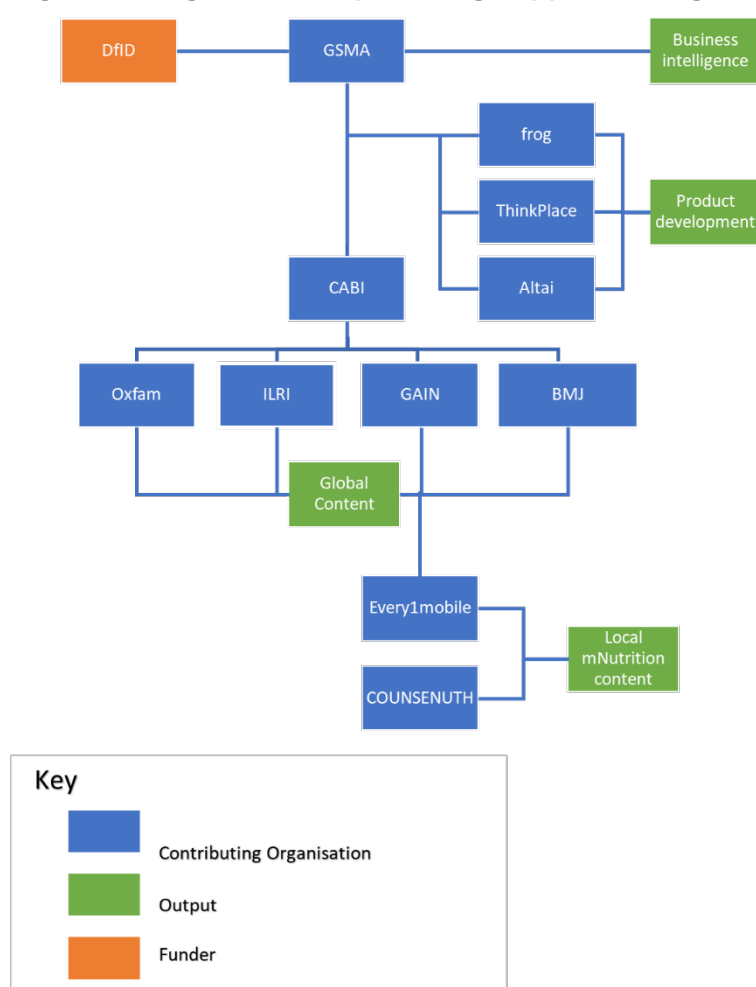 DfID
GSMA
Business
intelligence
frog
ThinkPlace
Product
development
Altai
CABI
Oxfam
ILRI
GAIN
BMJ
Global
Content
Every1mobile
Local
mNutrition
content
COUNSENUTH
Key
Contributing Organisation
Output
Funder